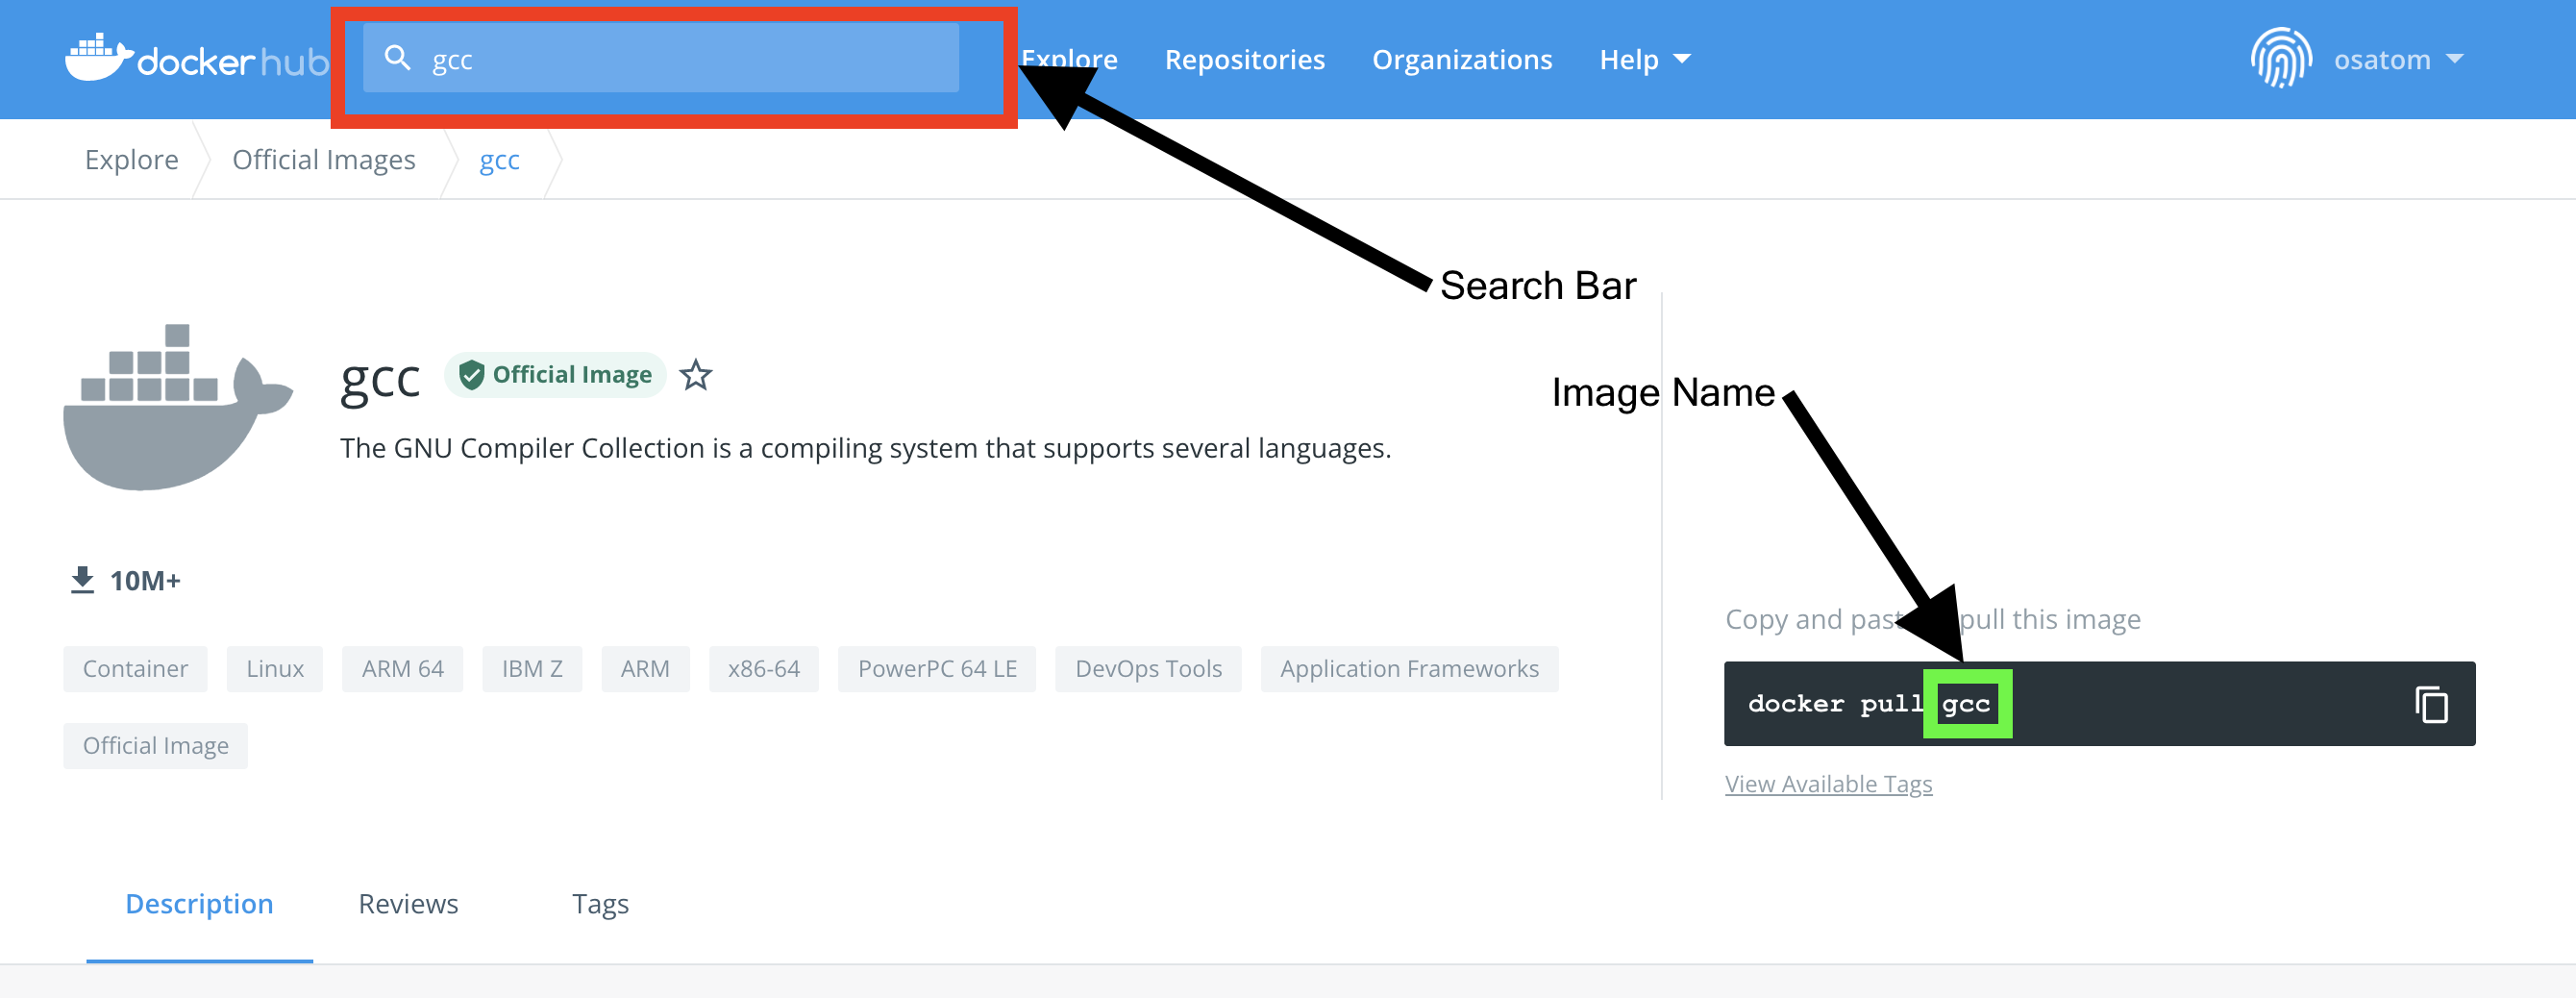 docker hub
gcc
Explore
Repositories
Organizations
Help
osatom
Explore
Official Images
gcc
Search Bar
gcc
Official Image
Image Name
The GNU Compiler Collection is a compiling system that supports several languages.
10M+
Copy and past pull this image
Container
Linux
ARM 64
IBM Z
ARM
x86-64
PowerPC 64 LE
DevOps Tools
Application Frameworks
docker pull gcc
Official Image
View Available Tags
Description
Reviews
Tags